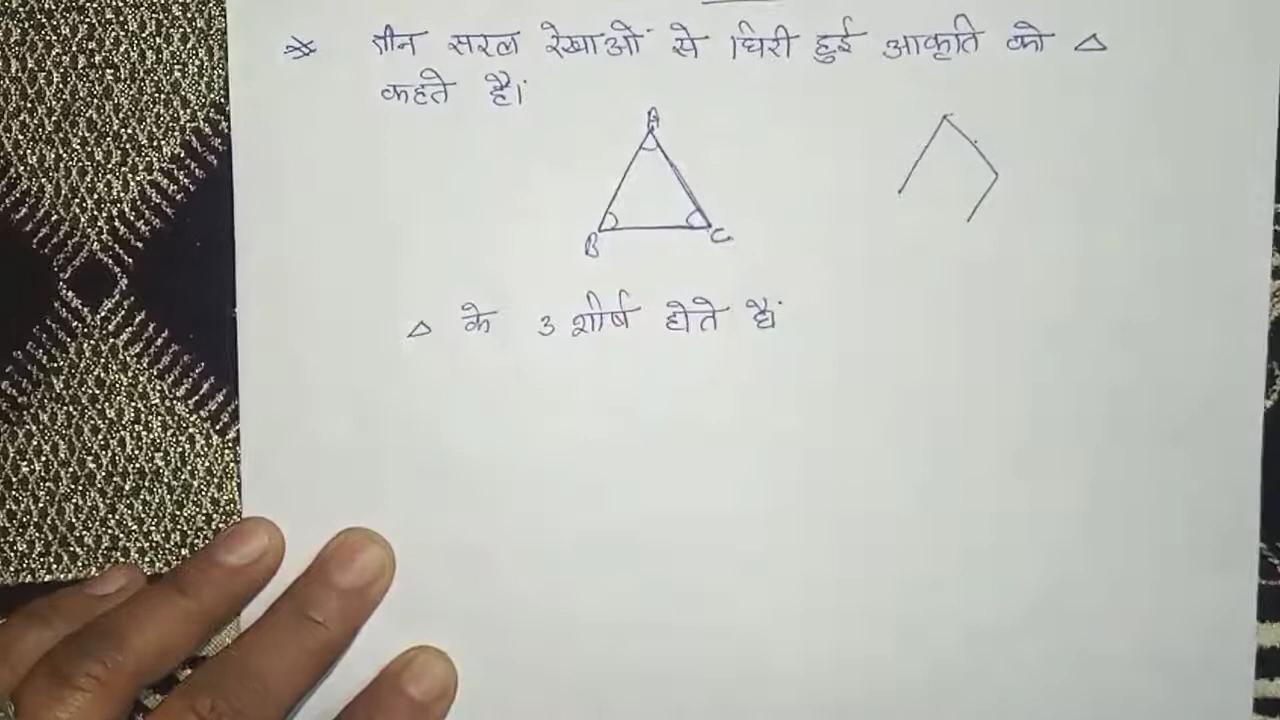 तीन सरल रेखाओं से घिरी हुई आकृति को △
कहते है।
A
B C
△ के 3 शीर्ष होते हैं